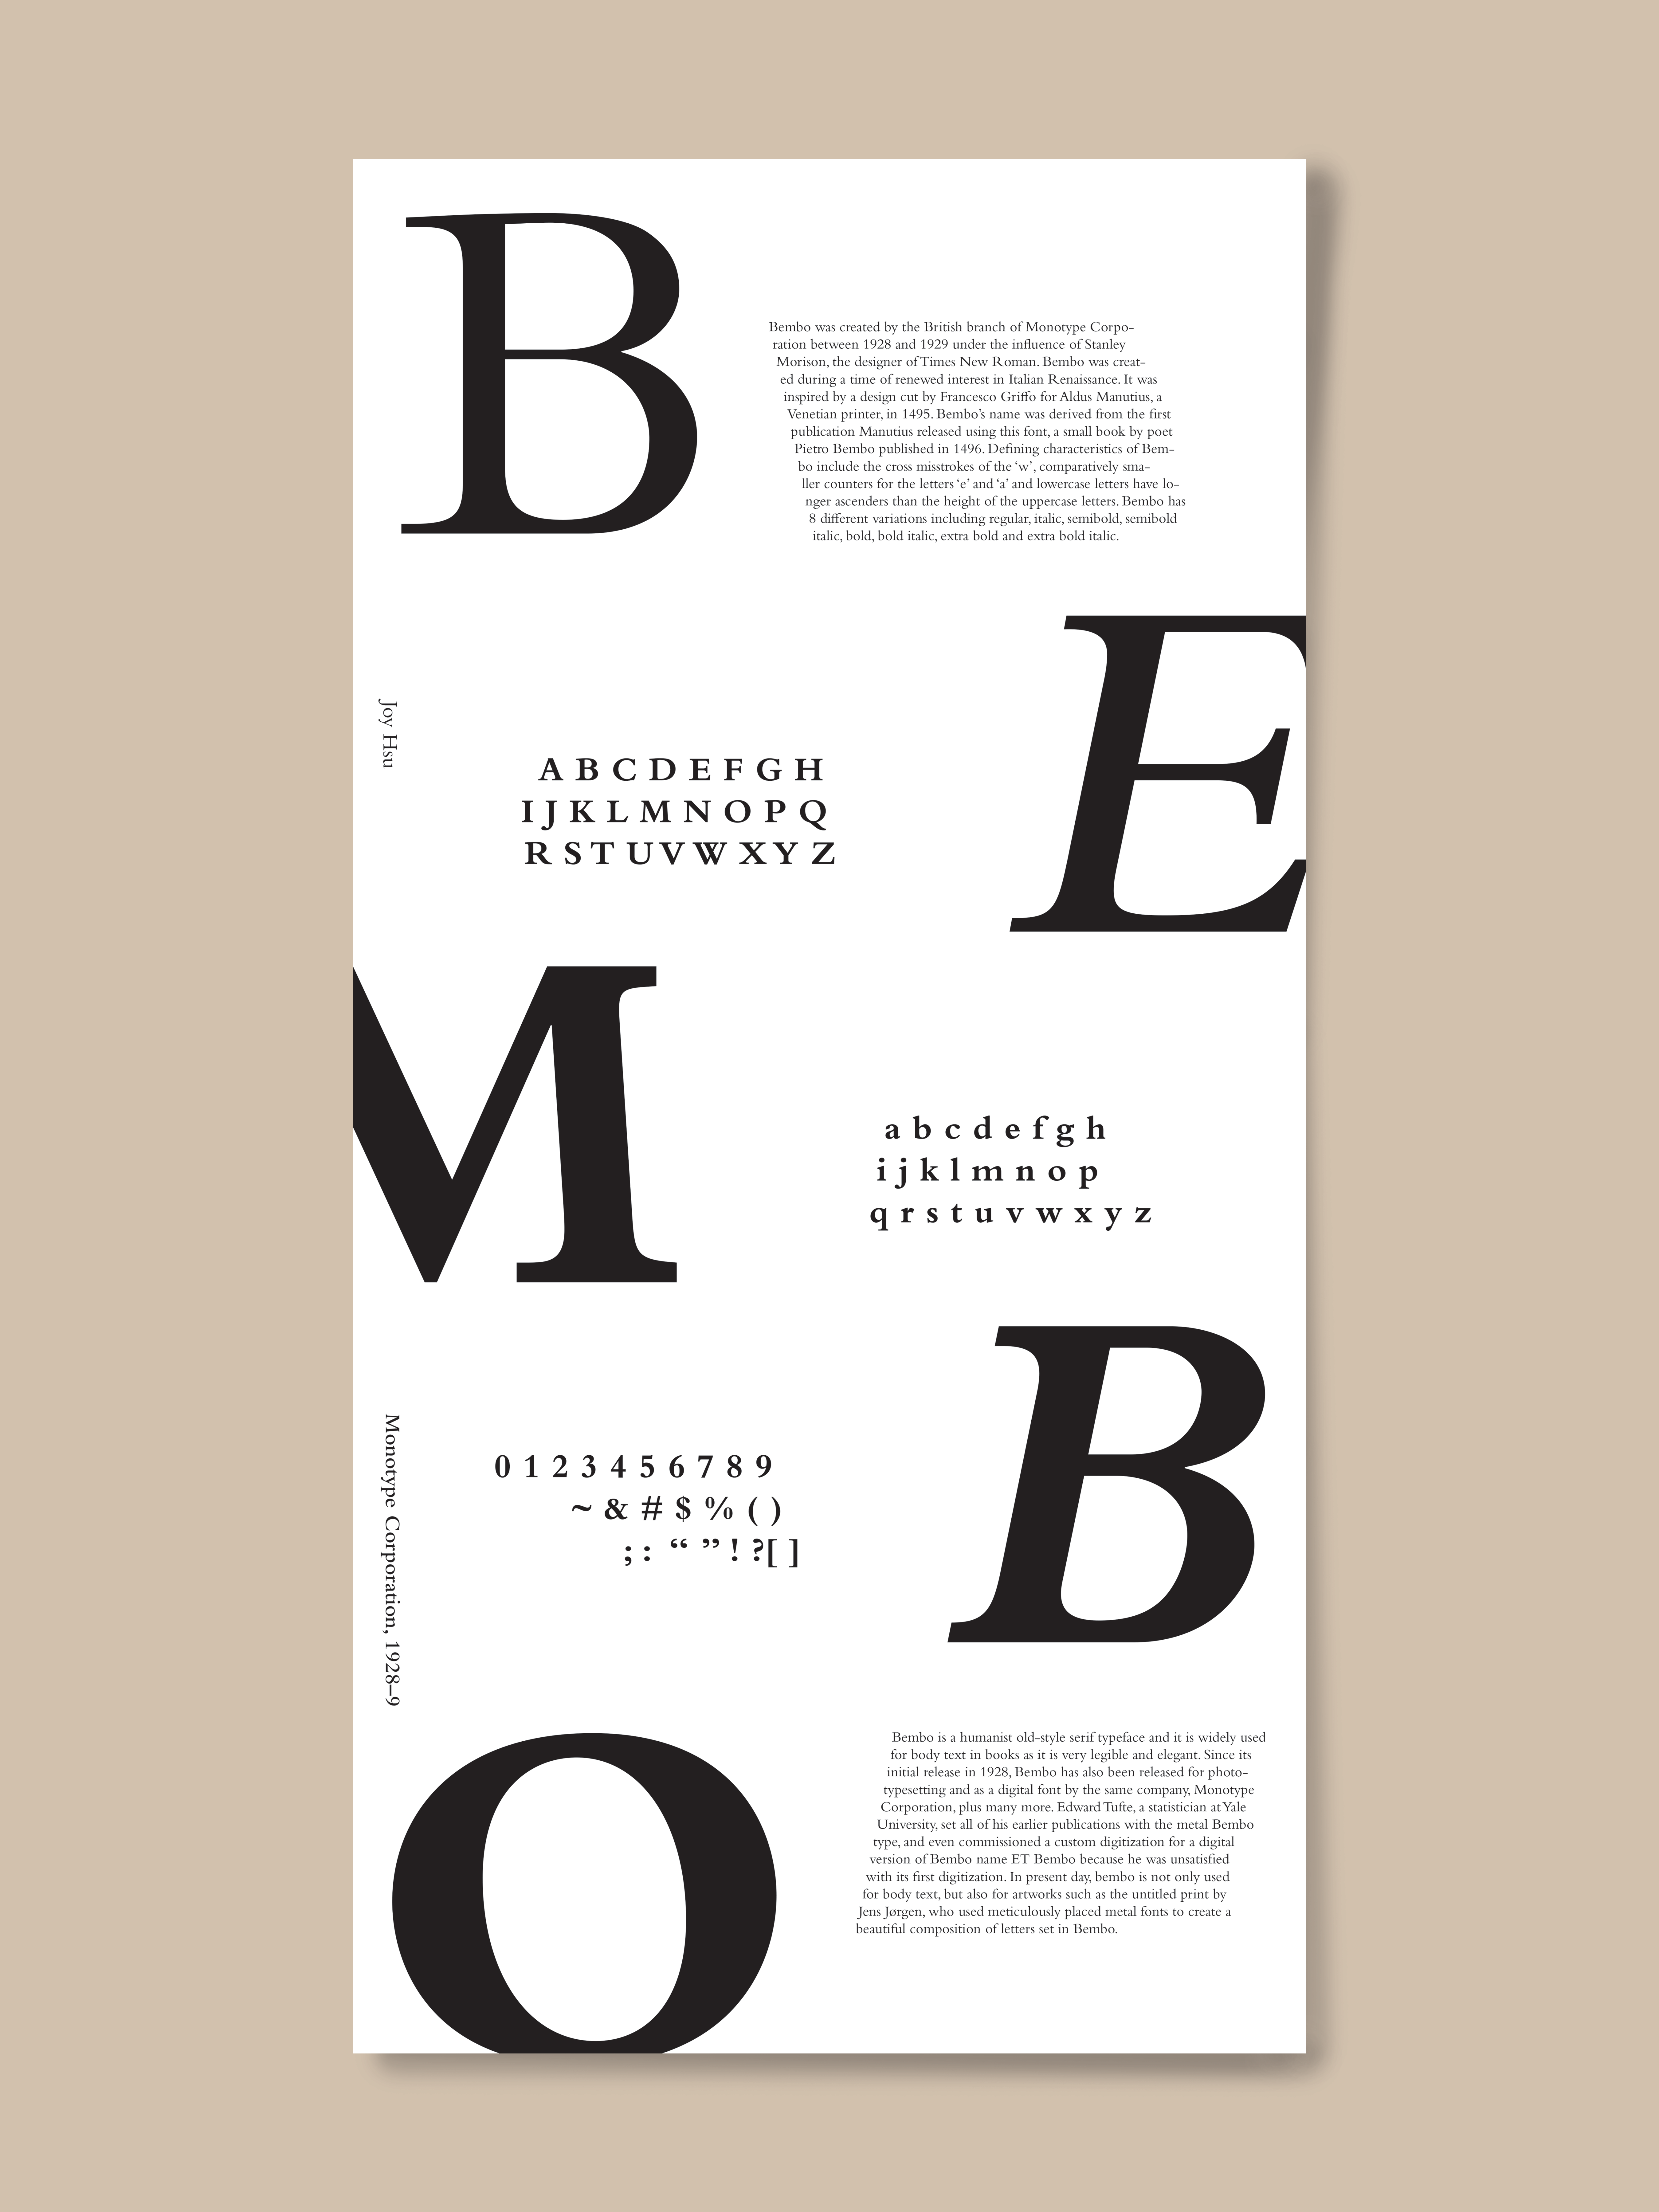 B
Bembo was created by the British branch of Monotype Corpo-
ration between 1928 and 1929 under the influence of Stanley
Morison, the designer of Times New Roman. Bembo was creat-
ed during a time of renewed interest in Italian Renaissance. It was
inspired by a design cut by Francesco Griffo for Aldus Manutius, a
Venetian printer, in 1495. Bembo’s name was derived from the first
publication Manutius released using this font, a small book by poet
Pietro Bembo published in 1496. Defining characteristics of Bem-
bo include the cross misstrokes of the ‘w’, comparatively sma-
ller counters for the letters ‘e’ and ‘a’ and lowercase letters have lo-
nger ascenders than the height of the uppercase letters. Bembo has
8 different variations including regular, italic, semibold, semibold
italic, bold, bold italic, extra bold and extra bold italic.
E
Joy Hsu
A B C D E F G H
I J K L M N O P Q
R S T U V W X Y Z
M
a b c d e f g h
i j k l m n o p
q r s t u v w x y z
B
Monotype Corporation, 1928–9
0 1 2 3 4 5 6 7 8 9
~ & # $ % ( )
; : “ ” ! ? [ ]
O
Bembo is a humanist old-style serif typeface and it is widely used
for body text in books as it is very legible and elegant. Since its
initial release in 1928, Bembo has also been released for photo-
typesetting and as a digital font by the same company, Monotype
Corporation, plus many more. Edward Tufte, a statistician at Yale
University, set all of his earlier publications with the metal Bembo
type, and even commissioned a custom digitization for a digital
version of Bembo name ET Bembo because he was unsatisfied
with its first digitization. In present day, bembo is not only used
for body text, but also for artworks such as the untitled print by
Jens Jørgen, who used meticulously placed metal fonts to create a
beautiful composition of letters set in Bembo.